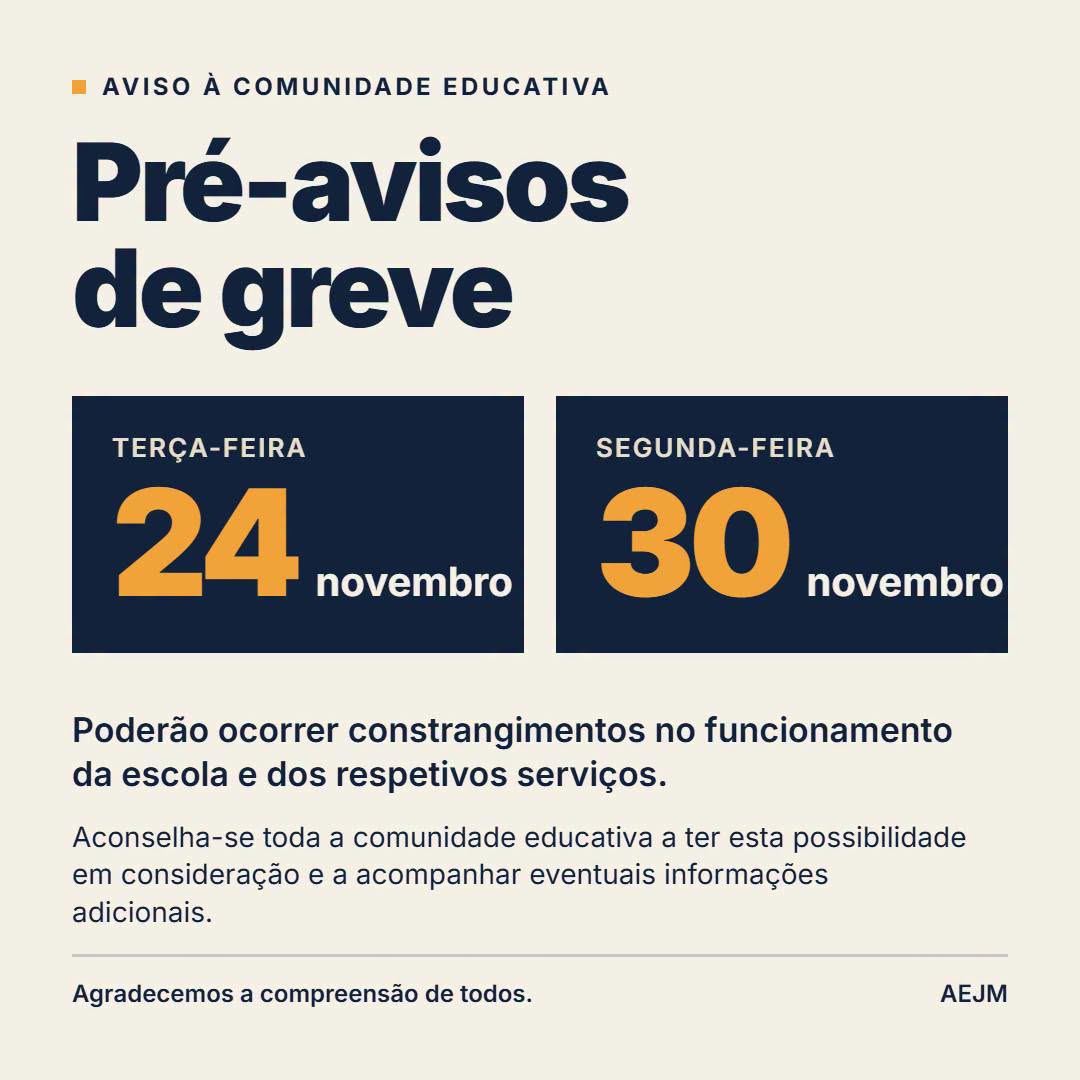 AVISO À COMUNIDADE EDUCATIVA
Pré-avisos
de greve
TERÇA-FEIRA
24 novembro
SEGUNDA-FEIRA
30 novembro
Poderão ocorrer constrangimentos no funcionamento
da escola e dos respetivos serviços.
Aconselha-se toda a comunidade educativa a ter esta possibilidade
em consideração e a acompanhar eventuais informações
adicionais.
Agradecemos a compreensão de todos.
AEJM